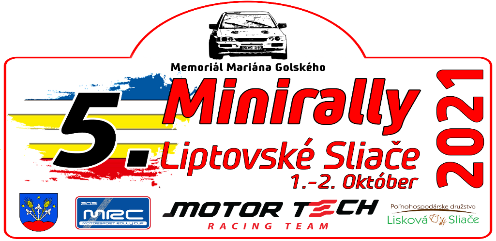 Memoriál Mariána Golského
5. Minirally
Liptovské Sliače
1.-2. Október
2021
MRC
MOTOR TECH
RACING TEAM
Poľnohospodárske družstvo
Lisková Sliače